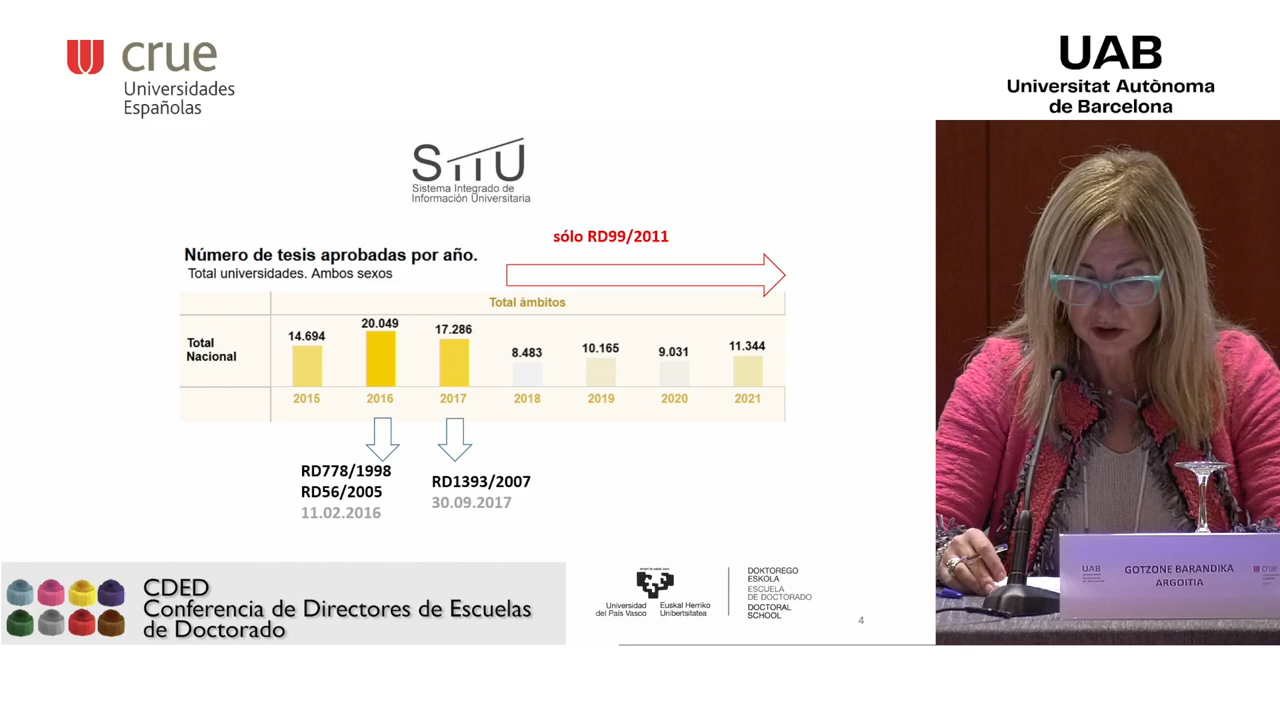 crue
Universidades
Españolas
UAB
Universitat Autònoma
de Barcelona
SIIU
Sistema Integrado de
Información Universitaria
sólo RD99/2011
Número de tesis aprobadas por año.
Total universidades. Ambos sexos
Total ámbitos
Total
Nacional
14.694
20.049
17.286
8.483
10.165
9.031
11.344
2015
2016
2017
2018
2019
2020
2021
RD778/1998
RD56/2005
11.02.2016
RD1393/2007
30.09.2017
CDED
Conferencia de Directores de Escuelas
de Doctorado
Universidad
del País Vasco
Euskal Herriko
Unibertsitatea
DOKTOREGO
ESKOLA
ESCUELA
DE DOCTORADO
DOCTORAL
SCHOOL
4
UAB
GOTZONE BARANDIKA
ARGOITIA
crue